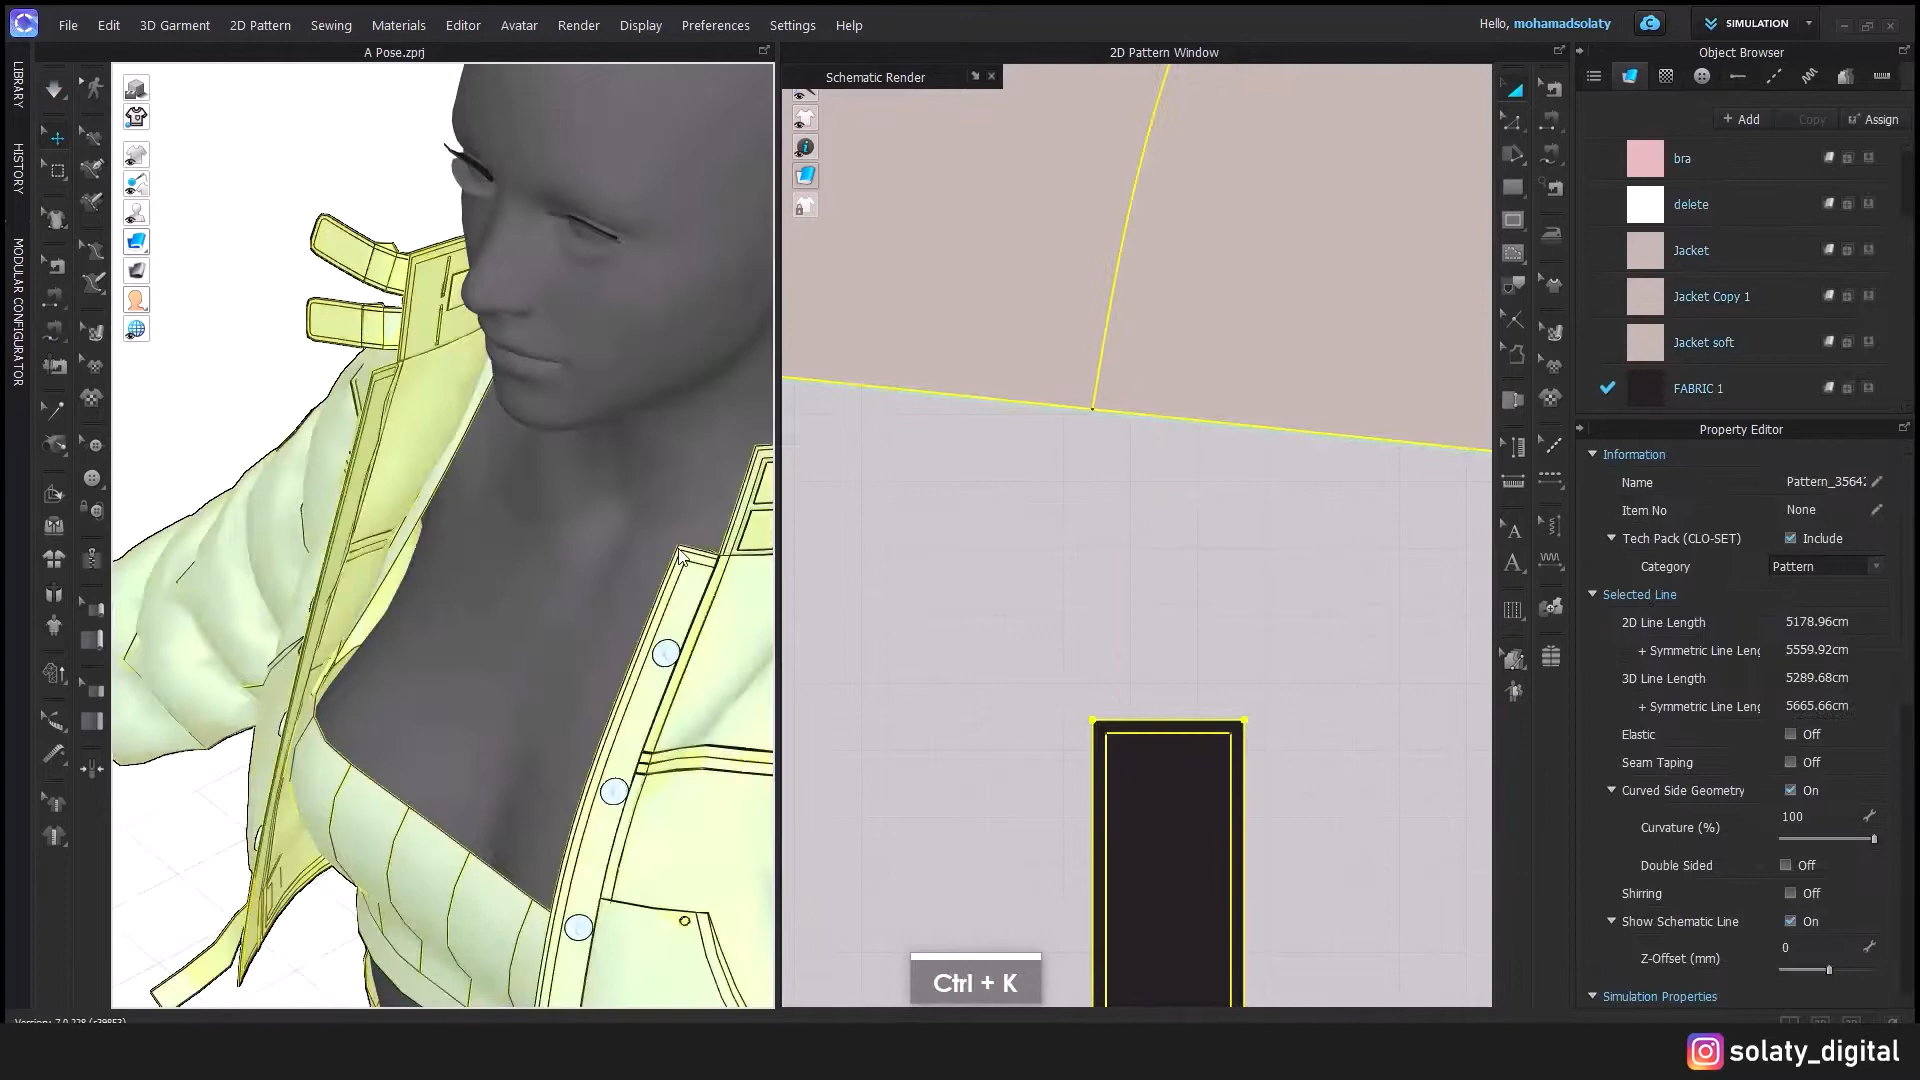 File Edit 3D Garment 2D Pattern Sewing Materials Editor Avatar Render Display Preferences Settings Help
Hello, mohamadsolaty
SIMULATION
A Pose.zprj
2D Pattern Window
Object Browser
Schematic Render
LIBRARY
HISTORY
MODULAR CONFIGURATOR
+ Add
Copy
Assign
bra
delete
Jacket
Jacket Copy 1
Jacket soft
FABRIC 1
Property Editor
Information
Name Pattern_3564
Item No None
Tech Pack (CLO-SET) Include
Category Pattern
Selected Line
2D Line Length 5178.96cm
+ Symmetric Line Leng 5559.92cm
3D Line Length 5289.68cm
+ Symmetric Line Leng 5665.66cm
Elastic Off
Seam Taping Off
Curved Side Geometry On
Curvature (%) 100
Double Sided Off
Shirring Off
Show Schematic Line On
Z-Offset (mm) 0
Simulation Properties
Ctrl + K
solaty_digital